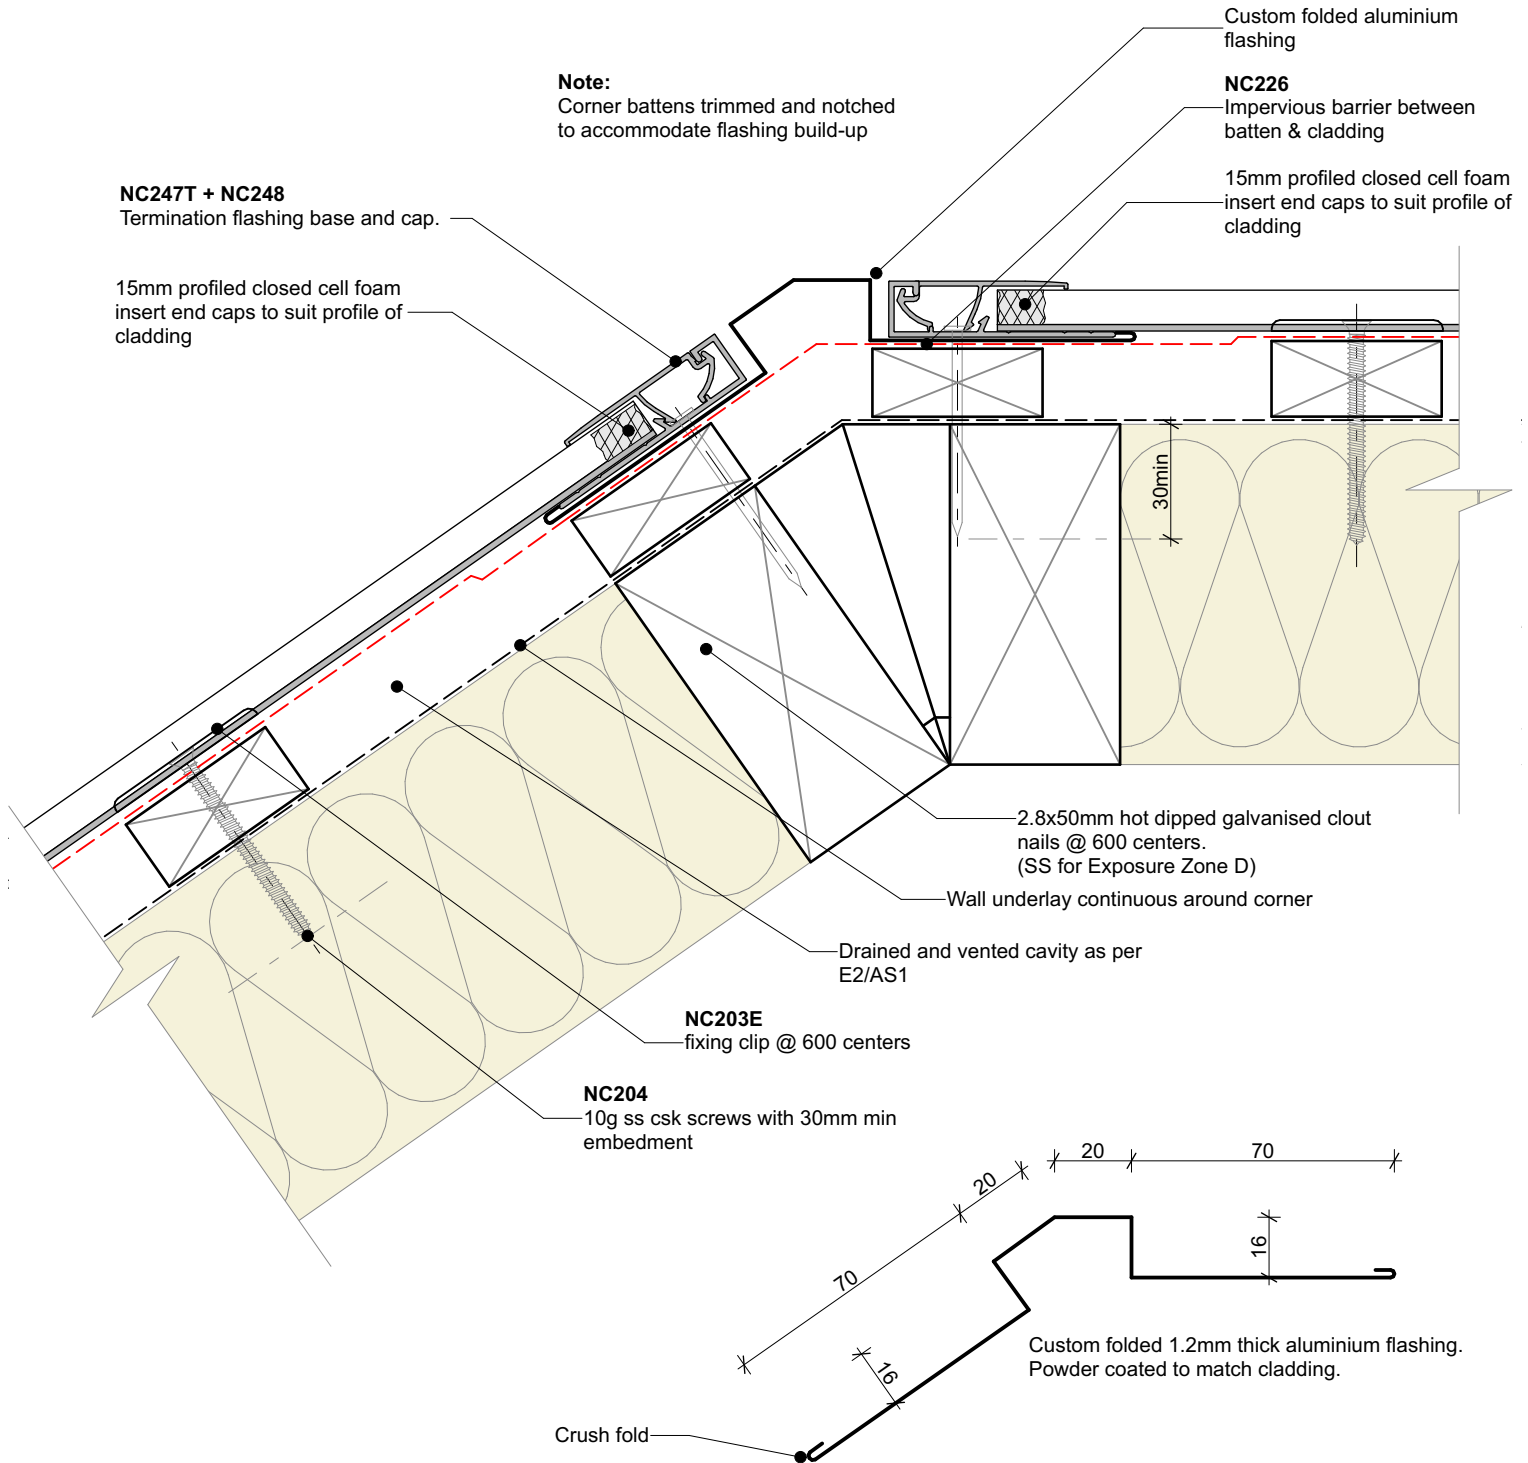 Custom folded aluminium
flashing
Note:
Corner battens trimmed and notched
to accommodate flashing build-up
NC226
Impervious barrier between
batten & cladding
15mm profiled closed cell foam
insert end caps to suit profile of
cladding
NC247T + NC248
Termination flashing base and cap.
15mm profiled closed cell foam
insert end caps to suit profile of
cladding
30min
2.8x50mm hot dipped galvanised clout
nails @ 600 centers.
(SS for Exposure Zone D)
Wall underlay continuous around corner
Drained and vented cavity as per
E2/AS1
NC203E
fixing clip @ 600 centers
NC204
10g ss csk screws with 30mm min
embedment
20
70
20
16
70
16
Custom folded 1.2mm thick aluminium flashing.
Powder coated to match cladding.
Crush fold